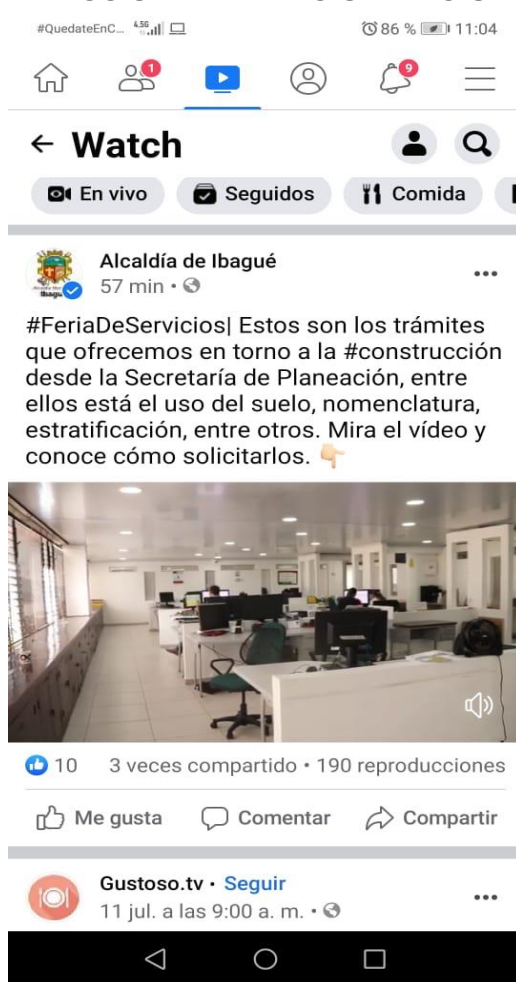 #QuedateEnC... 4.5G 86 % 11:04
1
9
Watch
En vivo Seguidos Comida
Alcaldía de Ibagué
57 min •
#FeriaDeServicios| Estos son los trámites
que ofrecemos en torno a la #construcción
desde la Secretaría de Planeación, entre
ellos está el uso del suelo, nomenclatura,
estratificación, entre otros. Mira el vídeo y
conoce cómo solicitarlos.
10 3 veces compartido • 190 reproducciones
Me gusta Comentar Compartir
Gustoso.tv • Seguir
11 jul. a las 9:00 a. m. •